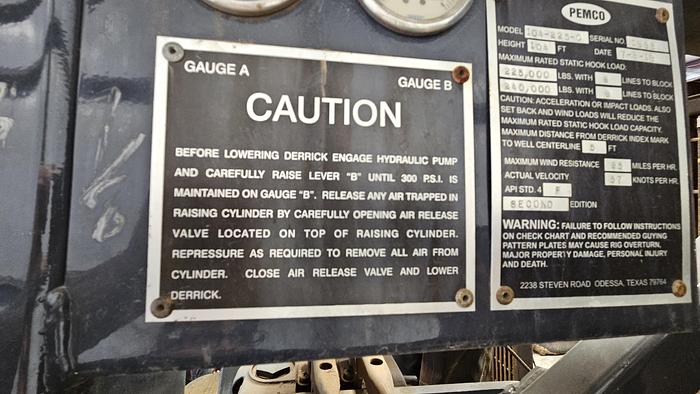 GAUGE A
GAUGE B
CAUTION
BEFORE LOWERING DERRICK ENGAGE HYDRAULIC PUMP
AND CAREFULLY RAISE LEVER "B" UNTIL 300 P.S.I. IS
MAINTAINED ON GAUGE "B". RELEASE ANY AIR TRAPPED IN
RAISING CYLINDER BY CAREFULLY OPENING AIR RELEASE
VALVE LOCATED ON TOP OF RAISING CYLINDER.
REPRESSURE AS REQUIRED TO REMOVE ALL AIR FROM
CYLINDER. CLOSE AIR RELEASE VALVE AND LOWER
DERRICK.
PEMCO
MODEL 104-225-C SERIAL NO.
HEIGHT 104 FT DATE
MAXIMUM RATED STATIC HOOK LOAD:
225,000 LBS. WITH LINES TO BLOCK
240,000 LBS. WITH LINES TO BLOCK
CAUTION: ACCELERATION OR IMPACT LOADS. ALSO
SET BACK AND WIND LOADS WILL REDUCE THE
MAXIMUM RATED STATIC HOOK LOAD CAPACITY.
MAXIMUM DISTANCE FROM DERRICK INDEX MARK
TO WELL CENTERLINE 5 FT
MAXIMUM WIND RESISTANCE 65 MILES PER HR.
ACTUAL VELOCITY 57 KNOTS PER HR.
API STD. 4 F
SECOND EDITION
WARNING: FAILURE TO FOLLOW INSTRUCTIONS
ON CHECK CHART AND RECOMMENDED GUYING
PATTERN PLATES MAY CAUSE RIG OVERTURN,
MAJOR PROPERTY DAMAGE, PERSONAL INJURY
AND DEATH.
2238 STEVEN ROAD ODESSA, TEXAS 79764